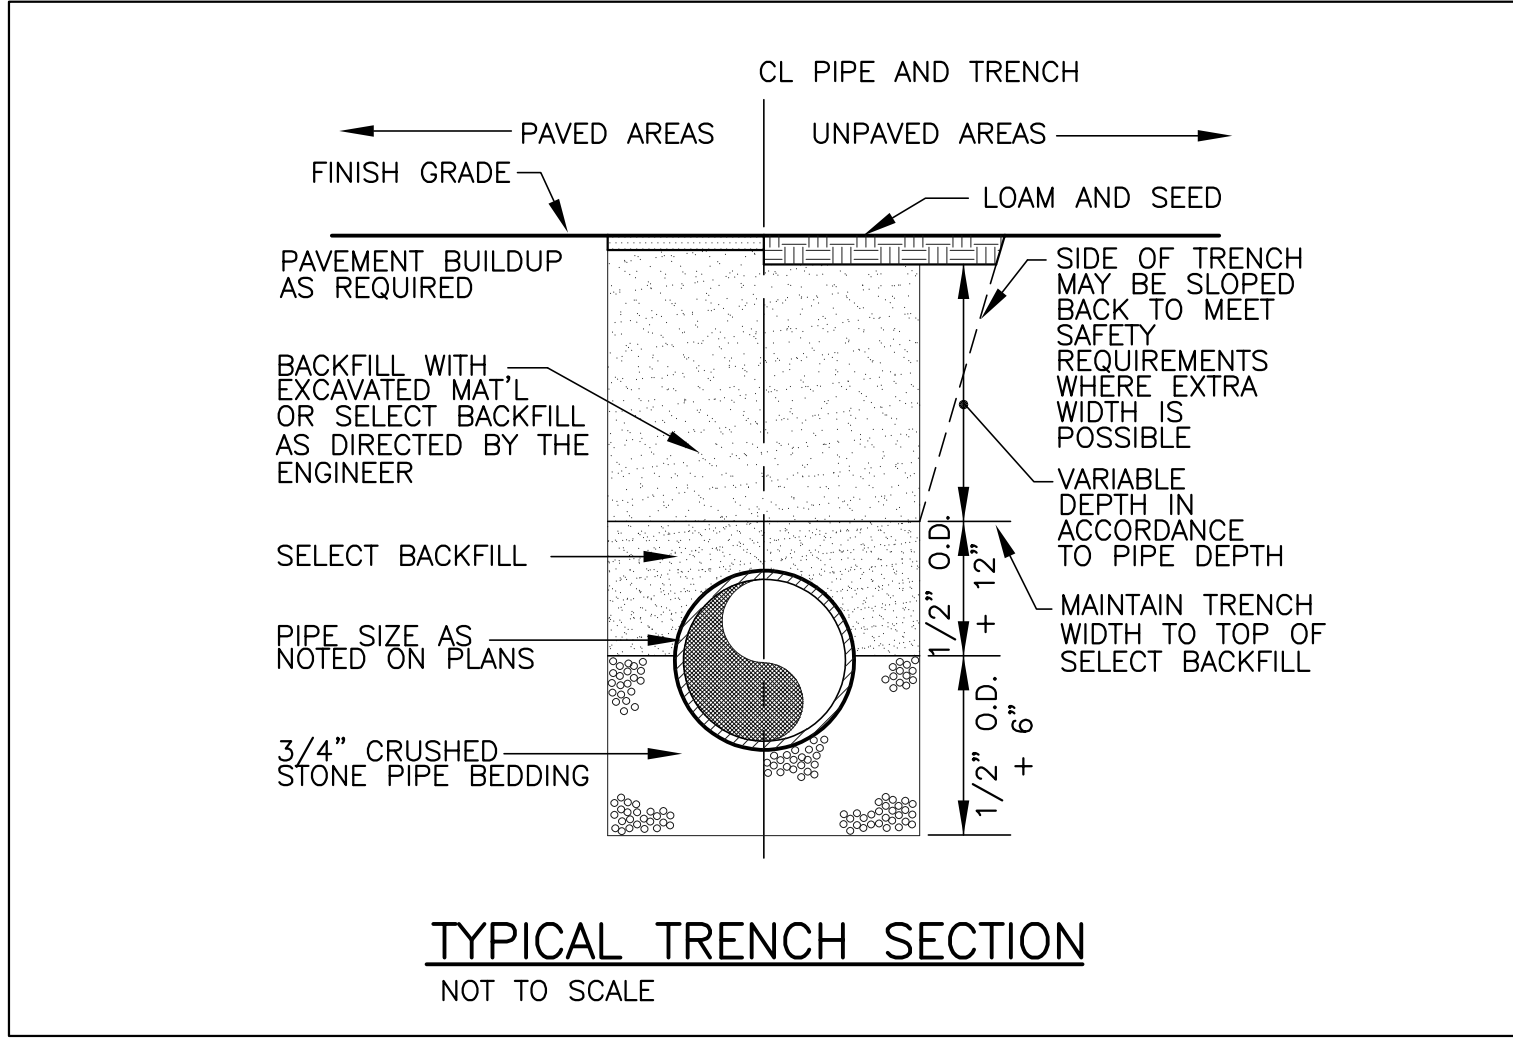 CL PIPE AND TRENCH
PAVED AREAS
UNPAVED AREAS
FINISH GRADE
LOAM AND SEED
PAVEMENT BUILDUP
AS REQUIRED
SIDE OF TRENCH
MAY BE SLOPED
BACK TO MEET
SAFETY
REQUIREMENTS
WHERE EXTRA
WIDTH IS
POSSIBLE
BACKFILL WITH
EXCAVATED MAT'L
OR SELECT BACKFILL
AS DIRECTED BY THE
ENGINEER
VARIABLE
DEPTH IN
ACCORDANCE
TO PIPE DEPTH
SELECT BACKFILL
1/2" O.D.
+ 12"
MAINTAIN TRENCH
WIDTH TO TOP OF
SELECT BACKFILL
PIPE SIZE AS
NOTED ON PLANS
1/2" O.D.
+ 6"
3/4" CRUSHED
STONE PIPE BEDDING
TYPICAL TRENCH SECTION
NOT TO SCALE